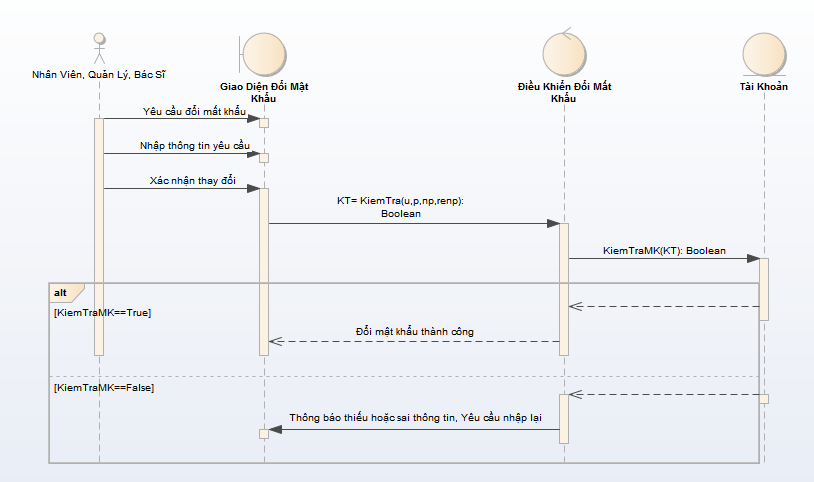 Nhân Viên, Quản Lý, Bác Sĩ
Giao Diện Đổi Mật
Khẩu
Điều Khiển Đổi Mất
Khẩu
Tài Khoản
Yêu cầu đổi mất khẩu
Nhập thông tin yêu cầu
Xác nhận thay đổi
KT= KiemTra(u,p,np,renp):
Boolean
KiemTraMK(KT): Boolean
alt
[KiemTraMK==True]
Đổi mật khẩu thành công
[KiemTraMK==False]
Thông báo thiếu hoặc sai thông tin, Yêu cầu nhập lại